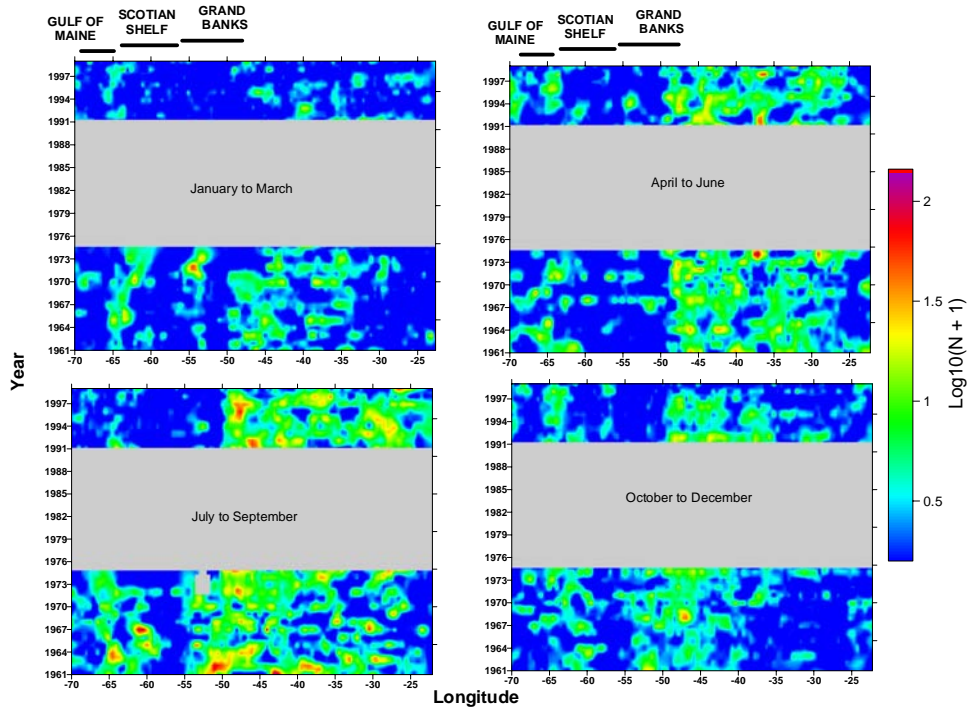 GULF OF
MAINE
SCOTIAN
SHELF
GRAND
BANKS
GULF OF
MAINE
SCOTIAN
SHELF
GRAND
BANKS
1997
1994
1991
1988
1985
1982
1979
1976
1973
1970
1967
1964
1961
January to March
-70 -65 -60 -55 -50 -45 -40 -35 -30 -25
1997
1994
1991
1988
1985
1982
1979
1976
1973
1970
1967
1964
1961
April to June
-70 -65 -60 -55 -50 -45 -40 -35 -30 -25
Year
1997
1994
1991
1988
1985
1982
1979
1976
1973
1970
1967
1964
1961
July to September
-70 -65 -60 -55 -50 -45 -40 -35 -30 -25
1997
1994
1991
1988
1985
1982
1979
1976
1973
1970
1967
1964
1961
October to December
-70 -65 -60 -55 -50 -45 -40 -35 -30 -25
Longitude
2
1.5
1
0.5
Log10(N + 1)